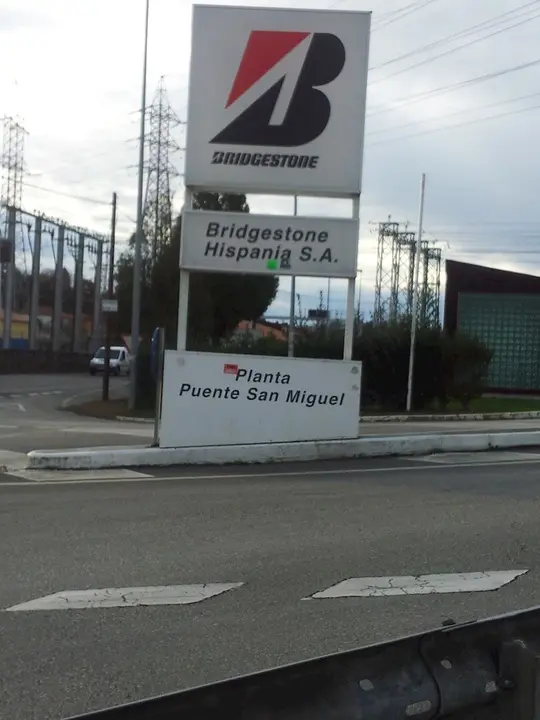 BRIDGESTONE
Bridgestone
Hispania S.A.
Planta
Puente San Miguel